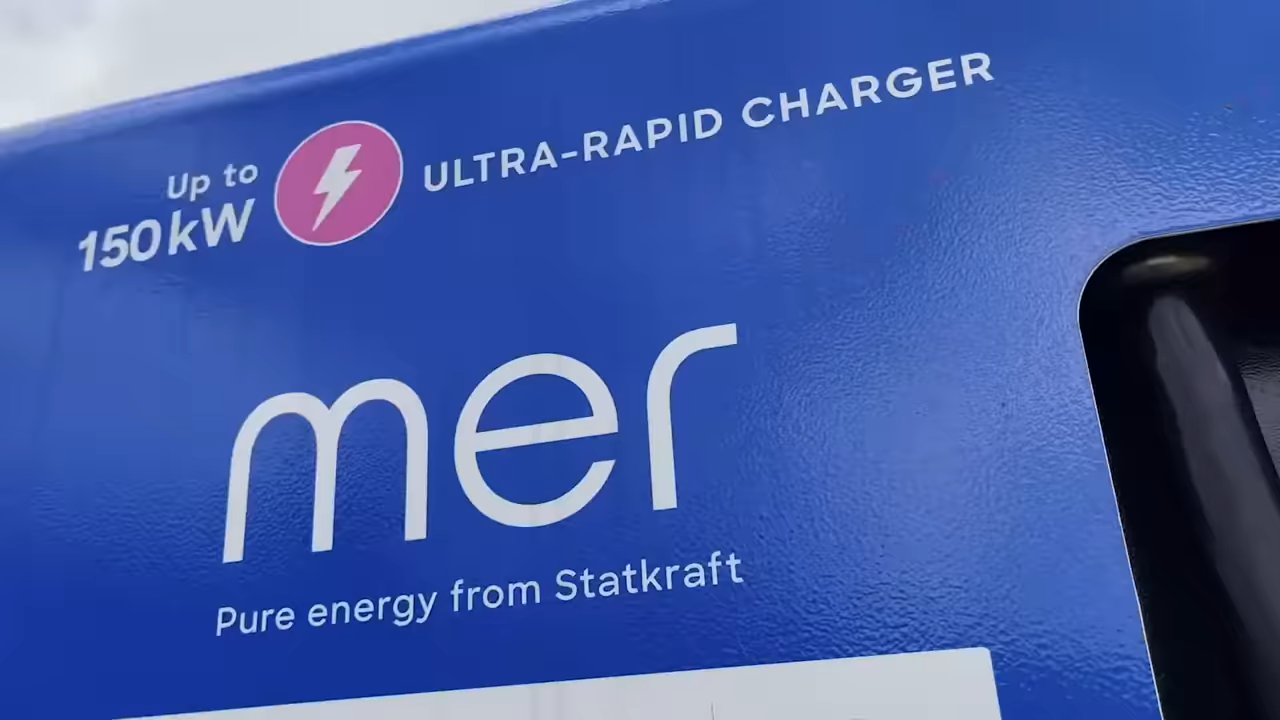 Up to
150kW
ULTRA-RAPID CHARGER
mer
Pure energy from Statkraft